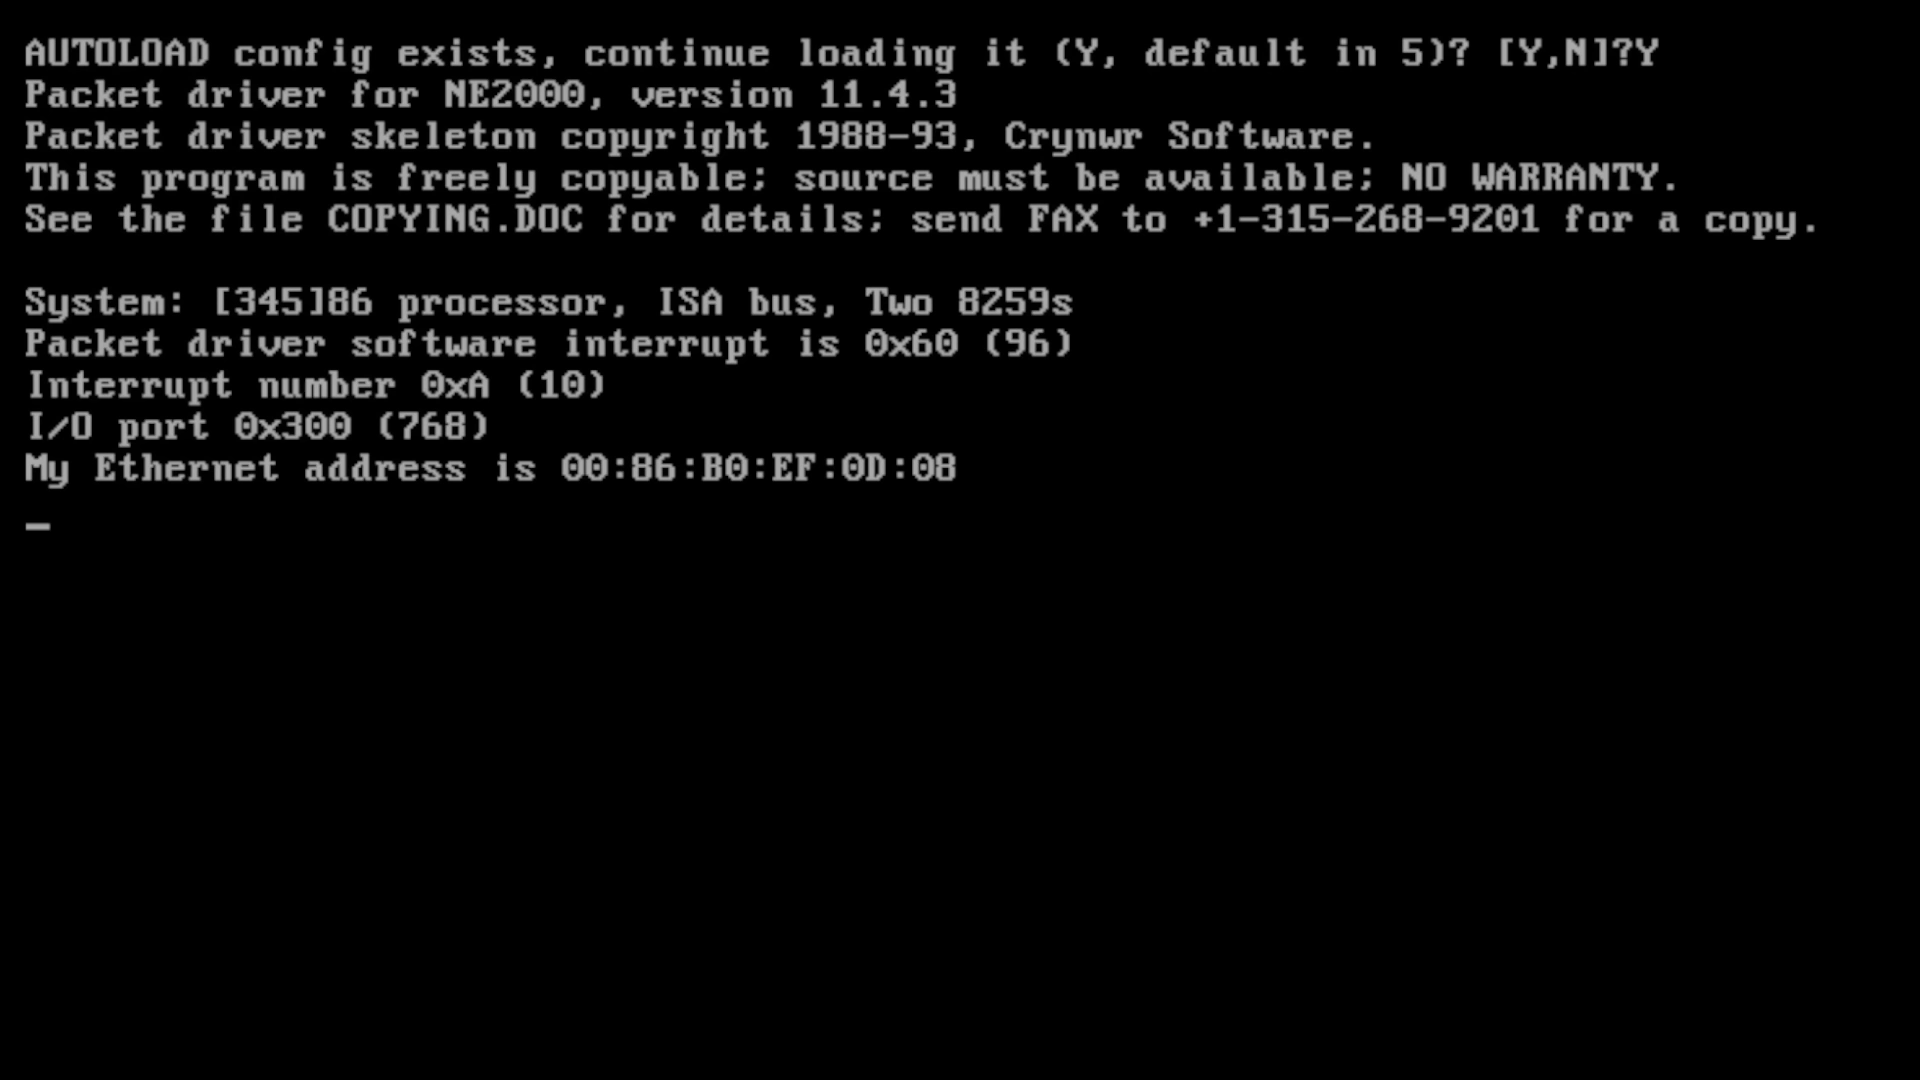 AUTOLOAD config exists, continue loading it (Y, default in 5)? [Y,N]?Y
Packet driver for NE2000, version 11.4.3
Packet driver skeleton copyright 1988-93, Crynwr Software.
This program is freely copyable; source must be available; NO WARRANTY.
See the file COPYING.DOC for details; send FAX to +1-315-268-9201 for a copy.
System: [345]86 processor, ISA bus, Two 8259s
Packet driver software interrupt is 0x60 (96)
Interrupt number 0xA (10)
I/O port 0x300 (768)
My Ethernet address is 00:86:B0:EF:0D:08